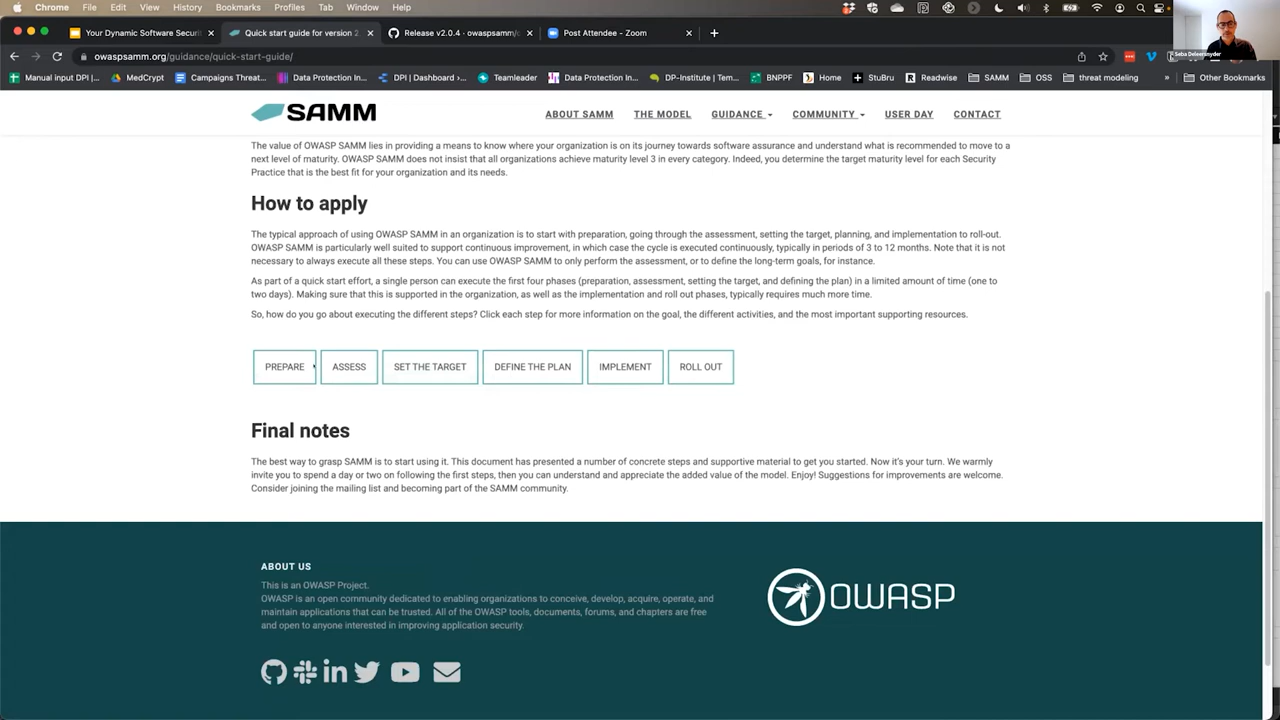 Chrome File Edit View History Bookmarks Profiles Tab Window Help
Your Dynamic Software Securi
Quick start guide for version 2.
Release v2.0.4 · owaspsamm/c
Post Attendee - Zoom
owaspsamm.org/guidance/quick-start-guide/
Manual input DPI | ... MedCrypt Campaigns Threat... Data Protection In... DPI | Dashboard ›... Teamleader Data Protection In... DP-Institute | Tem... BNPPF Home StuBru Readwise SAMM OSS threat modeling » Other Bookmarks
Seba Deleersnyder
SAMM
ABOUT SAMM THE MODEL GUIDANCE COMMUNITY USER DAY CONTACT
The value of OWASP SAMM lies in providing a means to know where your organization is on its journey towards software assurance and understand what is recommended to move to a
next level of maturity. OWASP SAMM does not insist that all organizations achieve maturity level 3 in every category. Indeed, you determine the target maturity level for each Security
Practice that is the best fit for your organization and its needs.
How to apply
The typical approach of using OWASP SAMM in an organization is to start with preparation, going through the assessment, setting the target, planning, and implementation to roll-out.
OWASP SAMM is particularly well suited to support continuous improvement, in which case the cycle is executed continuously, typically in periods of 3 to 12 months. Note that it is not
necessary to always execute all these steps. You can use OWASP SAMM to only perform the assessment, or to define the long-term goals, for instance.
As part of a quick start effort, a single person can execute the first four phases (preparation, assessment, setting the target, and defining the plan) in a limited amount of time (one to
two days). Making sure that this is supported in the organization, as well as the implementation and roll out phases, typically requires much more time.
So, how do you go about executing the different steps? Click each step for more information on the goal, the different activities, and the most important supporting resources.
PREPARE ASSESS SET THE TARGET DEFINE THE PLAN IMPLEMENT ROLL OUT
Final notes
The best way to grasp SAMM is to start using it. This document has presented a number of concrete steps and supportive material to get you started. Now it's your turn. We warmly
invite you to spend a day or two on following the first steps, then you can understand and appreciate the added value of the model. Enjoy! Suggestions for improvements are welcome.
Consider joining the mailing list and becoming part of the SAMM community.
ABOUT US
This is an OWASP Project.
OWASP is an open community dedicated to enabling organizations to conceive, develop, acquire, operate, and
maintain applications that can be trusted. All of the OWASP tools, documents, forums, and chapters are free
and open to anyone interested in improving application security.
OWASP